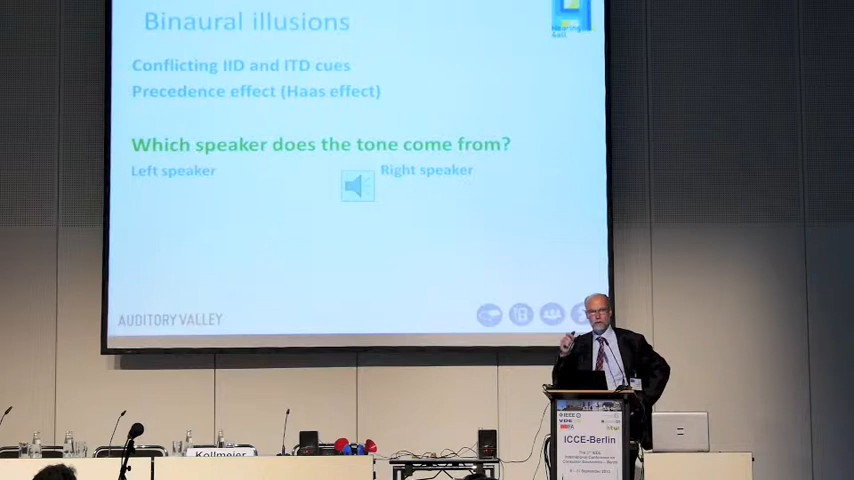 Binaural illusions
Conflicting IID and ITD cues
Precedence effect (Haas effect)
Which speaker does the tone come from?
Left speaker
Right speaker
AUDITORY VALLEY
Kollmeier
IEEE
ICCE-Berlin